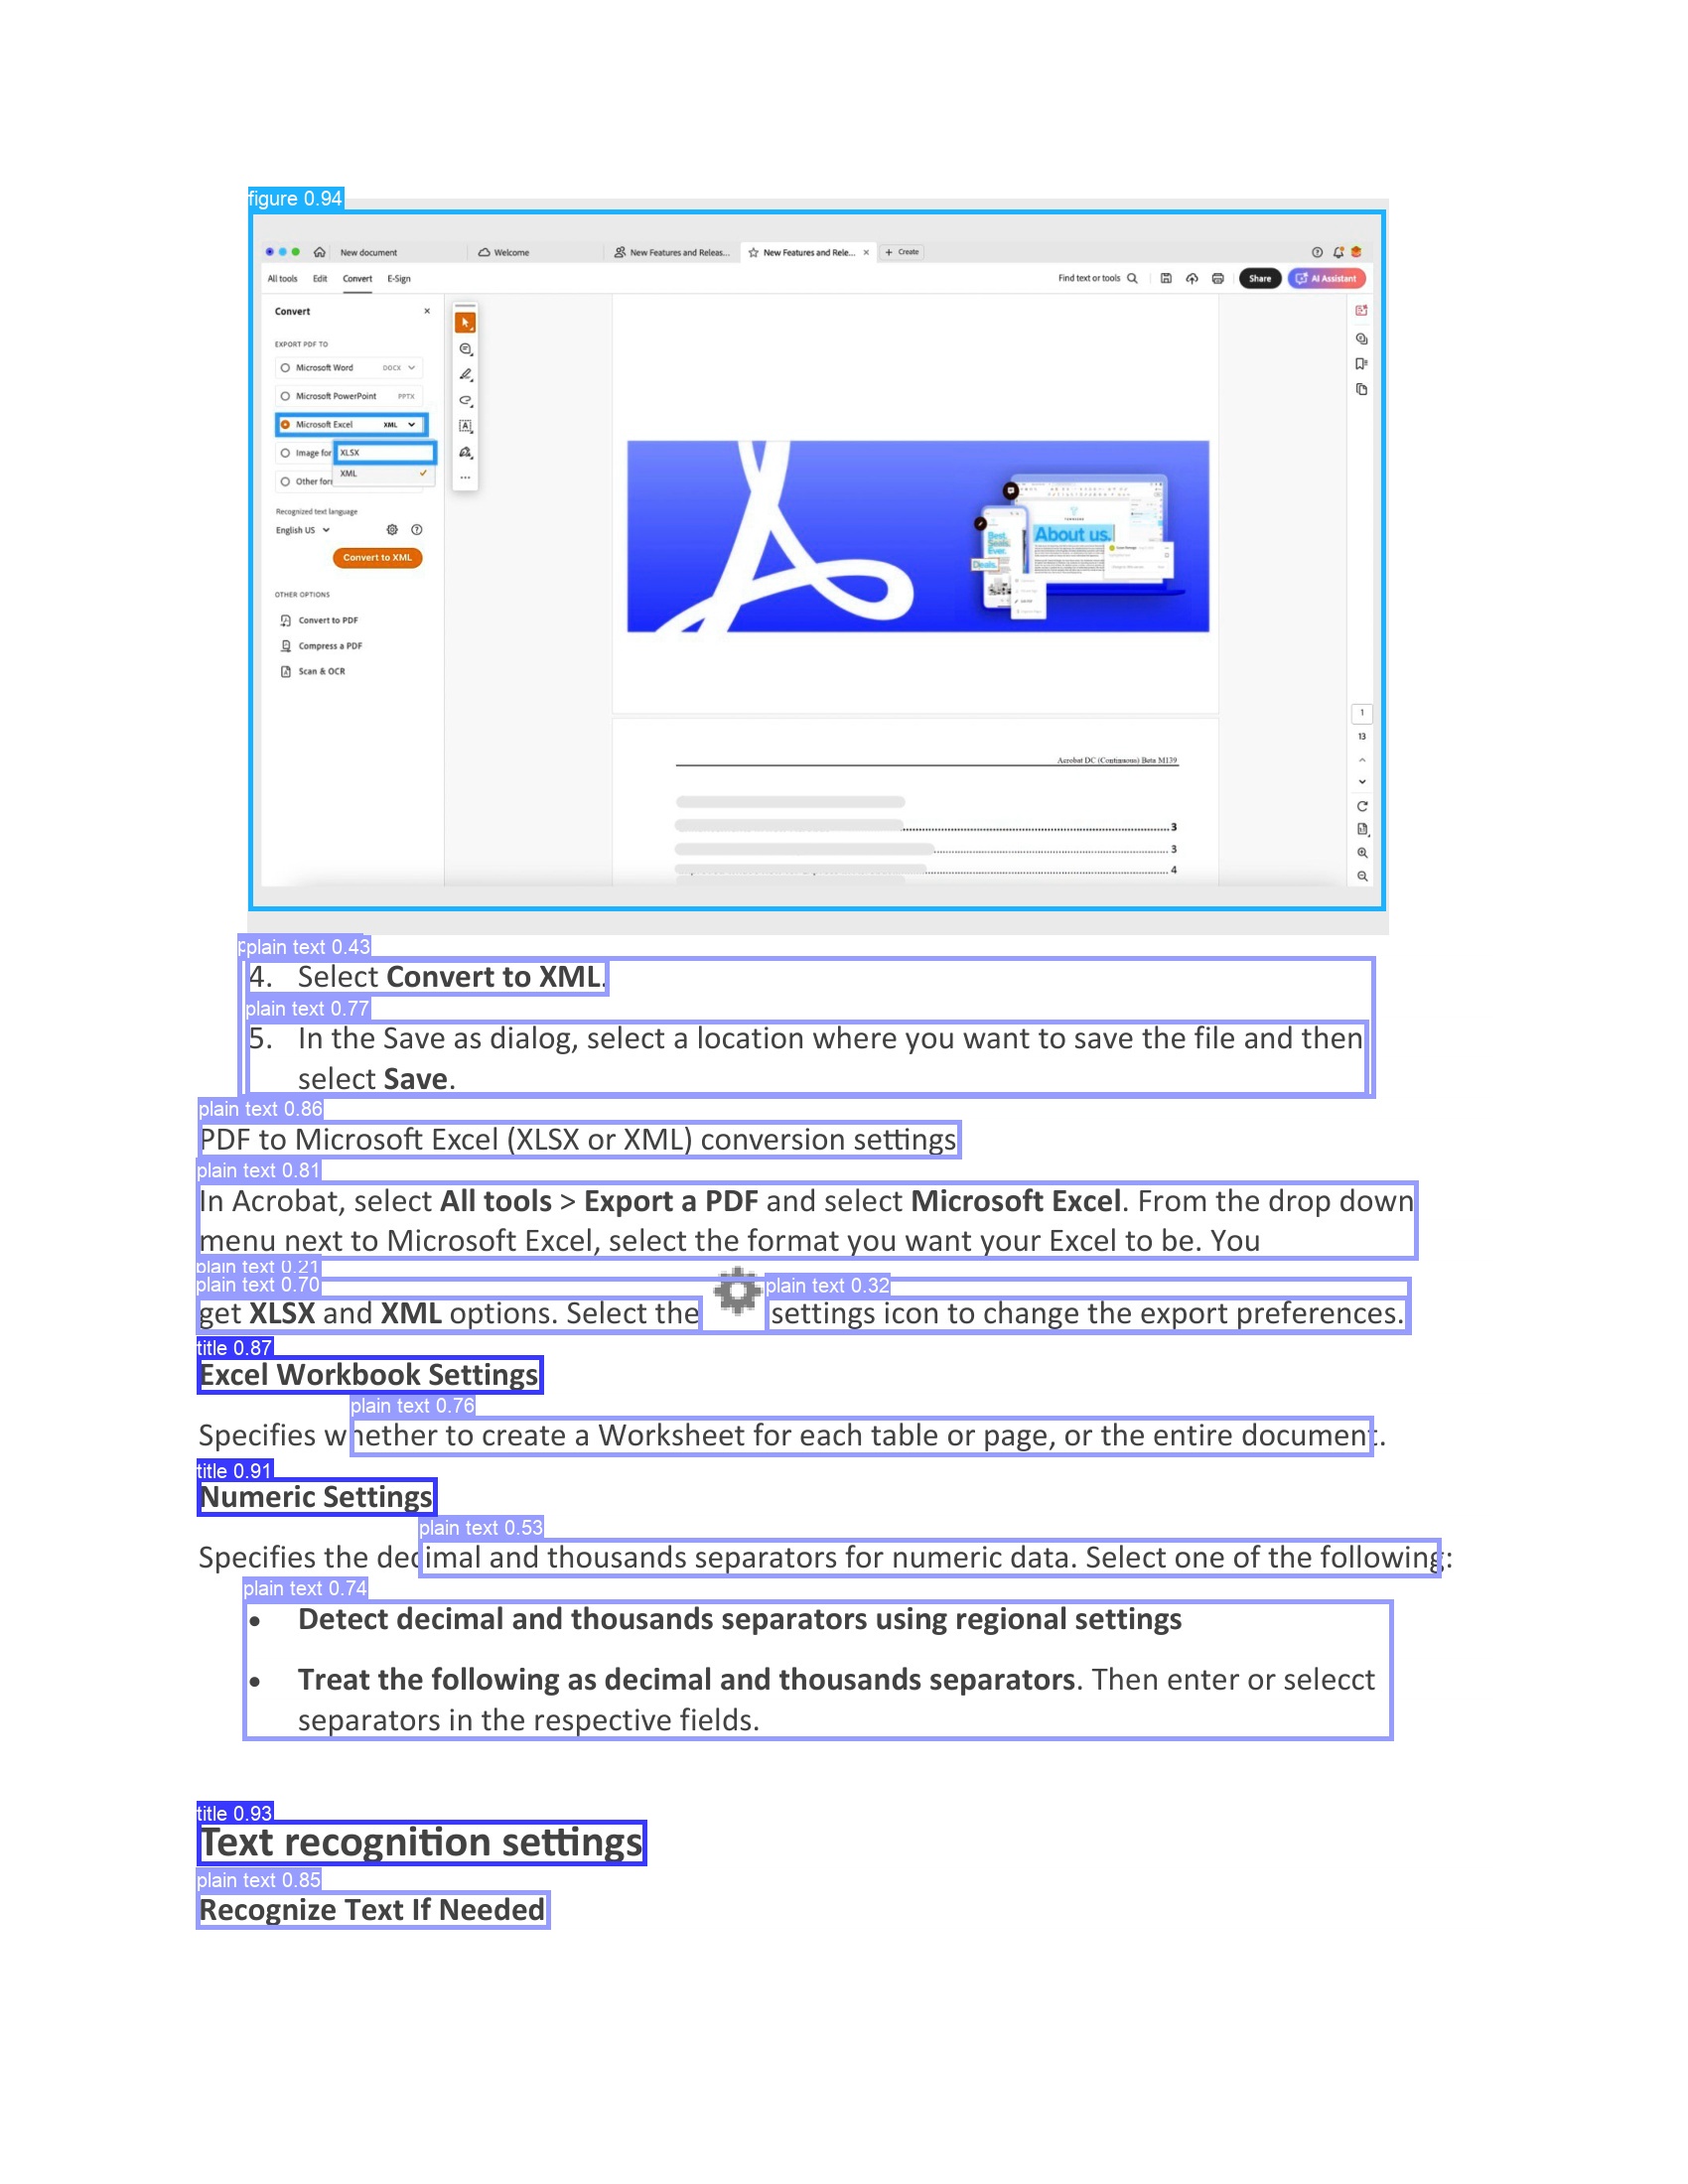 figure 0.94
New document
Welcome
New Features and Releas...
New Features and Rele...
+ Create
All tools
Edit
Convert
E-Sign
Find text or tools
Share
AI Assistant
Convert
EXPORT PDF TO
Microsoft Word DOCX
Microsoft PowerPoint PPTX
Microsoft Excel XML
Image for
XLSX
XML
Other for
Recognized text language
English US
Convert to XML
OTHER OPTIONS
Convert to PDF
Compress a PDF
Scan & OCR
Best.
Seats.
Ever.
Deals.
About us.
1
13
Acrobat DC (Continuous) Beta M139
3
3
4
plain text 0.43
4. Select Convert to XML.
plain text 0.77
5. In the Save as dialog, select a location where you want to save the file and then
select Save.
plain text 0.86
PDF to Microsoft Excel (XLSX or XML) conversion settings
plain text 0.81
In Acrobat, select All tools > Export a PDF and select Microsoft Excel. From the drop down
menu next to Microsoft Excel, select the format you want your Excel to be. You
plain text 0.21
plain text 0.70
plain text 0.32
get XLSX and XML options. Select the settings icon to change the export preferences.
title 0.87
Excel Workbook Settings
plain text 0.76
Specifies whether to create a Worksheet for each table or page, or the entire document.
title 0.91
Numeric Settings
plain text 0.53
Specifies the decimal and thousands separators for numeric data. Select one of the following:
plain text 0.74
• Detect decimal and thousands separators using regional settings
• Treat the following as decimal and thousands separators. Then enter or selecct
separators in the respective fields.
title 0.93
Text recognition settings
plain text 0.85
Recognize Text If Needed